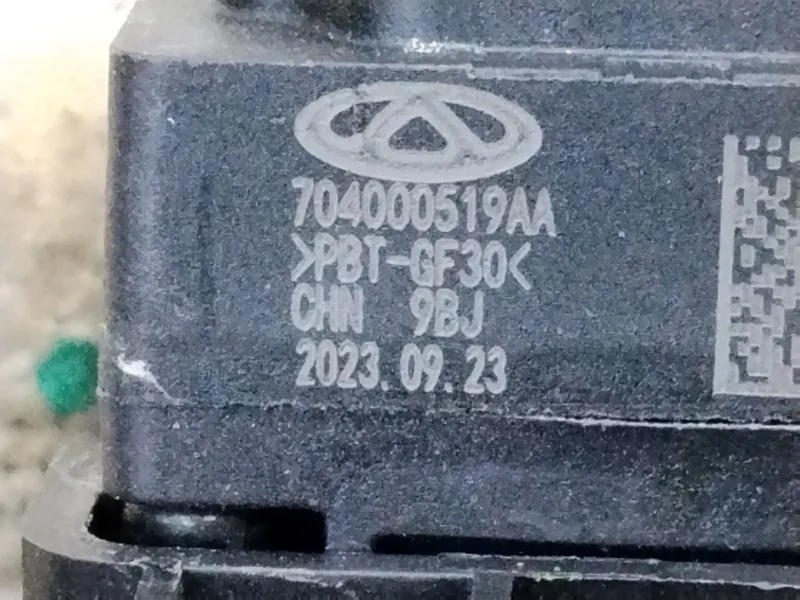 704000519AA
>PBT-GF30<
CHN 9BJ
2023.09.23